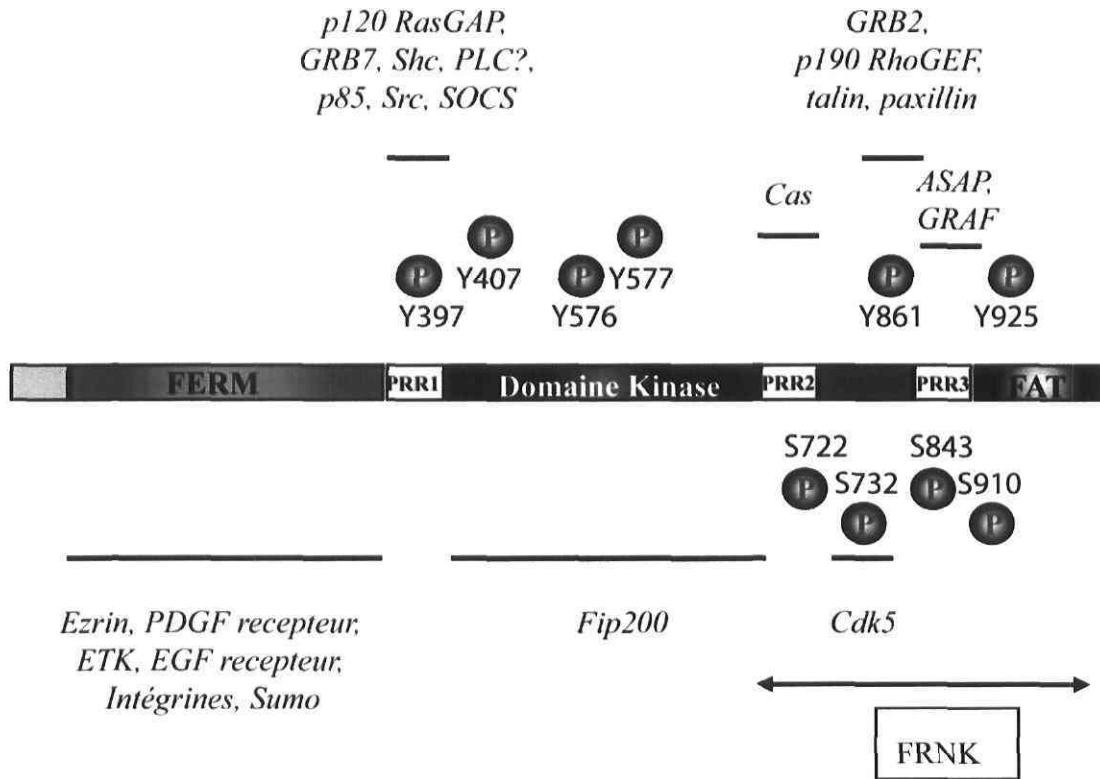 p120 RasGAP,
GRB7, Shc, PLC?,
p85, Src, SOCS
GRB2,
p190 RhoGEF,
talin, paxillin
Cas
ASAP,
GRAF
P
P
P
P
P
P
Y397
Y407
Y576
Y577
Y861
Y925
FERM
PRR1
Domaine Kinase
PRR2
PRR3
FAT
S722
S732
S843
S910
P
P
P
P
Ezrin, PDGF recepteur,
ETK, EGF recepteur,
Intégrines, Sumo
Fip200
Cdk5
FRNK